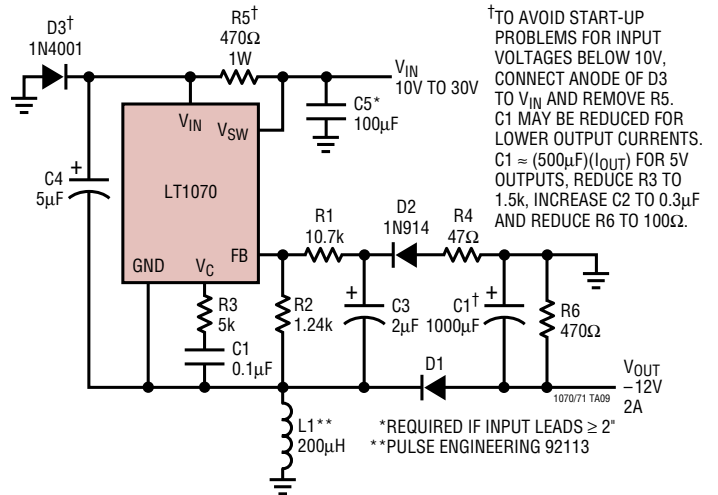 D3†
1N4001
R5†
470Ω
1W
VIN
10V TO 30V
C5*
100µF
†TO AVOID START-UP
PROBLEMS FOR INPUT
VOLTAGES BELOW 10V,
CONNECT ANODE OF D3
TO VIN AND REMOVE R5.
C1 MAY BE REDUCED FOR
LOWER OUTPUT CURRENTS.
C1 ≈ (500µF)(IOUT) FOR 5V
OUTPUTS, REDUCE R3 TO
1.5k, INCREASE C2 TO 0.3µF
AND REDUCE R6 TO 100Ω.
VIN
VSW
LT1070
GND
VC
FB
+
C4
5µF
R1
10.7k
D2
1N914
R4
47Ω
R3
5k
C1
0.1µF
R2
1.24k
+
C3
2µF
+
C1†
1000µF
R6
470Ω
D1
VOUT
–12V
2A
1070/71 TA09
L1**
200µH
*REQUIRED IF INPUT LEADS ≥ 2"
**PULSE ENGINEERING 92113